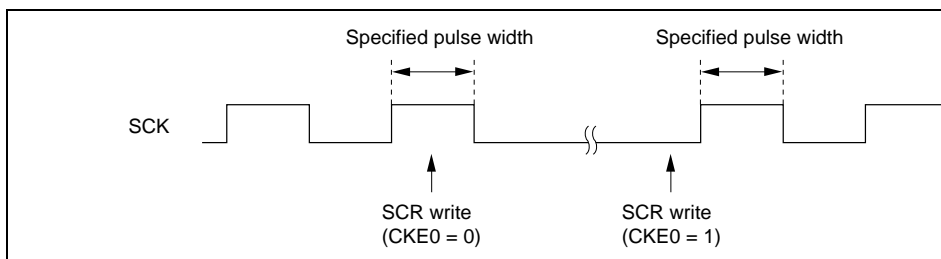 Specified pulse width
Specified pulse width
SCK
SCR write
(CKE0 = 0)
SCR write
(CKE0 = 1)